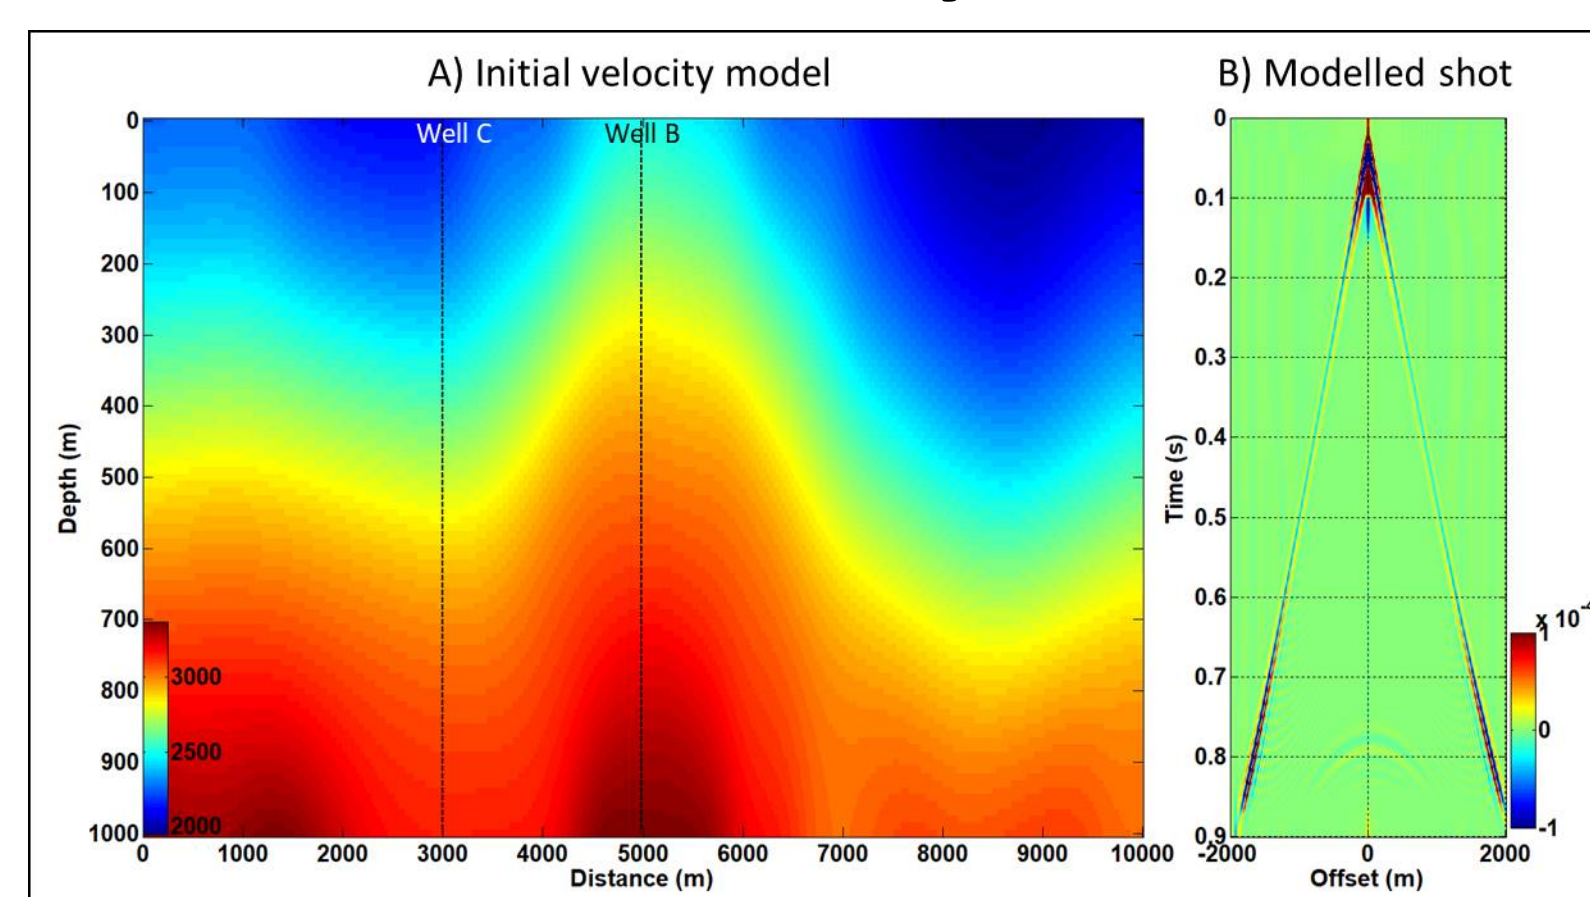 A) Initial velocity model
B) Modelled shot
Well C
Well B
0
100
200
300
400
500
600
700
800
900
1000
Depth (m)
3000
2500
2000
0 1000 2000 3000 4000 5000 6000 7000 8000 9000 10000
Distance (m)
0
0.1
0.2
0.3
0.4
0.5
0.6
0.7
0.8
0.9
Time (s)
-2000 0 2000
Offset (m)
x 10
1
0
-1